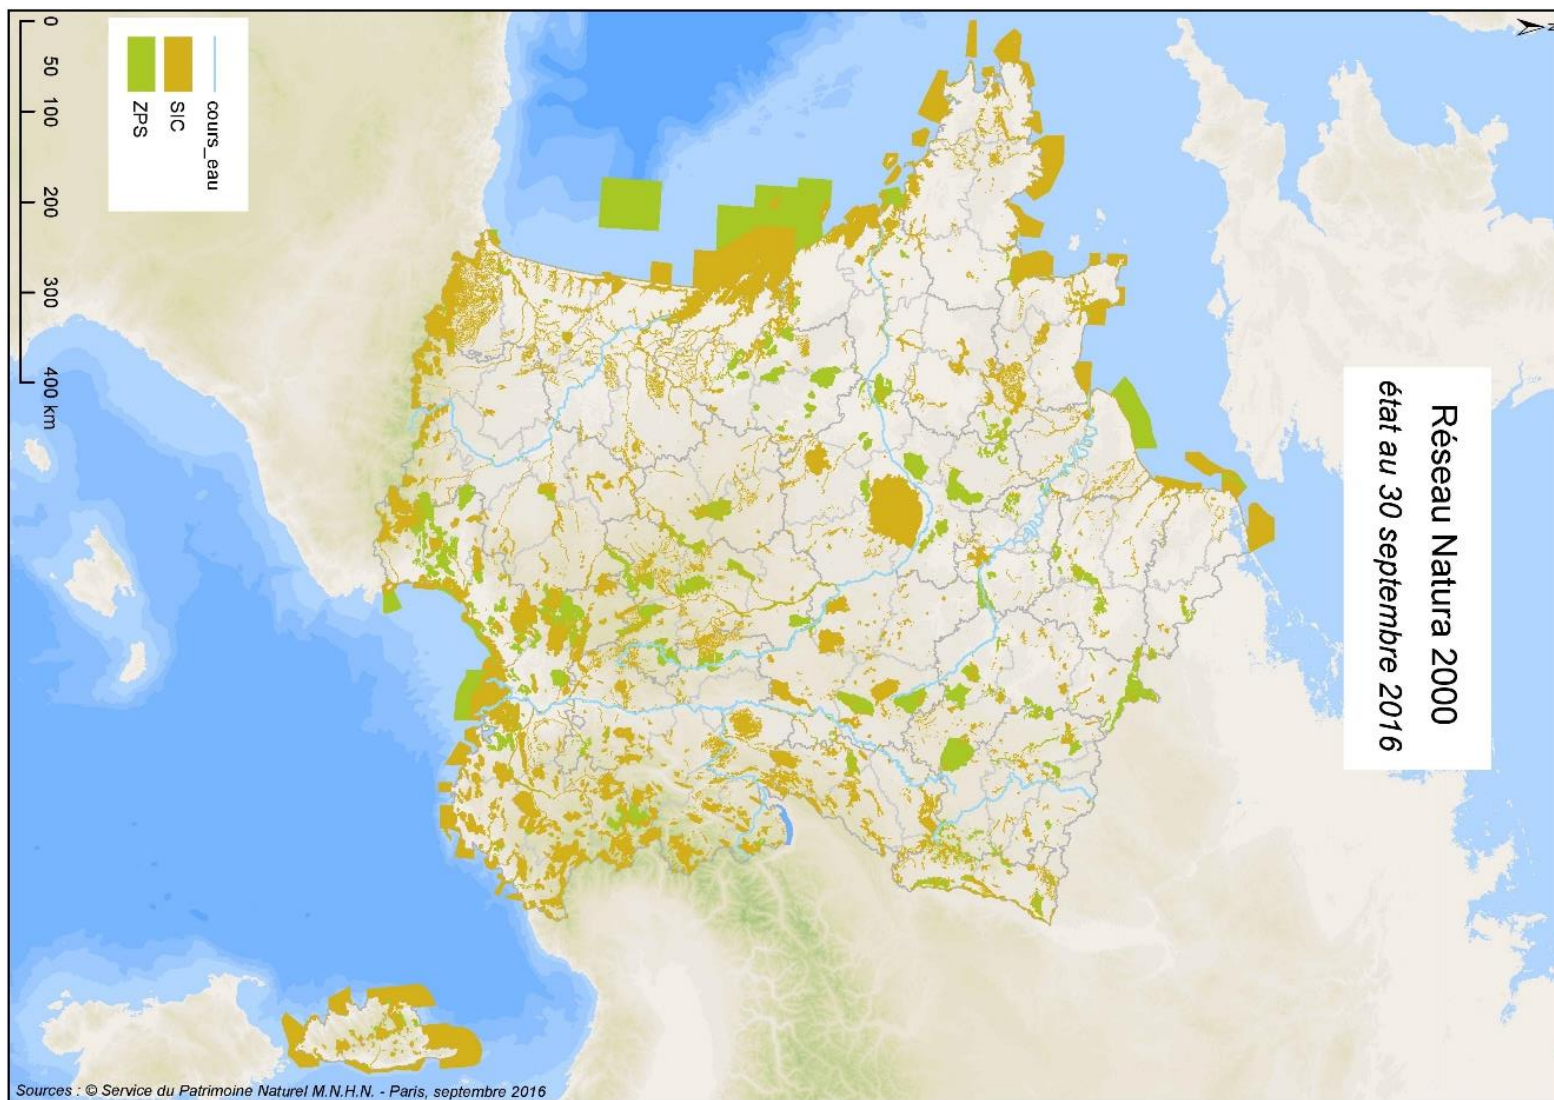 Réseau Natura 2000
état au 30 septembre 2016
N
cours_eau
SIC
ZPS
0 50 100 200 300 400 km
Sources : © Service du Patrimoine Naturel M.N.H.N. - Paris, septembre 2016